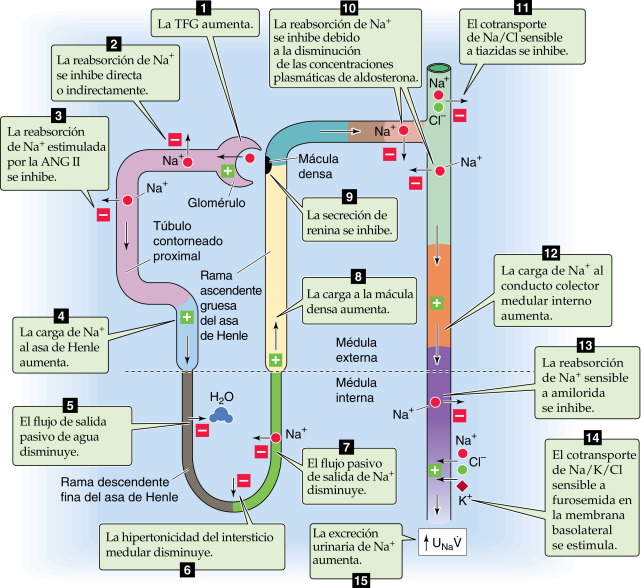 1
La TFG aumenta.
2
La reabsorción de Na+
se inhibe directa
o indirectamente.
3
La reabsorción
de Na+ estimulada
por la ANG II
se inhibe.
10
La reabsorción de Na+
se inhibe debido
a la disminución
de las concentraciones
plasmáticas de aldosterona.
11
El cotransporte
de Na/Cl sensible
a tiazidas se inhibe.
Na+
Cl−
Na+
Na+
Na+
Na+
Glomérulo
Mácula
densa
9
La secreción de
renina se inhibe.
Túbulo
contorneado
proximal
Rama
ascendente
gruesa
del asa
de Henle
8
La carga a la mácula
densa aumenta.
12
La carga de Na+ al
conducto colector
medular interno
aumenta.
4
La carga de Na+
al asa de Henle
aumenta.
Médula
externa
Médula
interna
13
La reabsorción
de Na+ sensible
a amilorida
se inhibe.
5
El flujo de salida
pasivo de agua
disminuye.
H2O
Na+
Na+
7
El flujo pasivo
de salida de Na+
disminuye.
14
El cotransporte
de Na/K/Cl
sensible a
furosemida en
la membrana
basolateral
se estimula.
Na+
Cl−
K+
Rama descendente
fina del asa de Henle
La hipertonicidad del intersticio
medular disminuye.
6
La excreción
urinaria de Na+
aumenta.
15
↑ UNaV̇